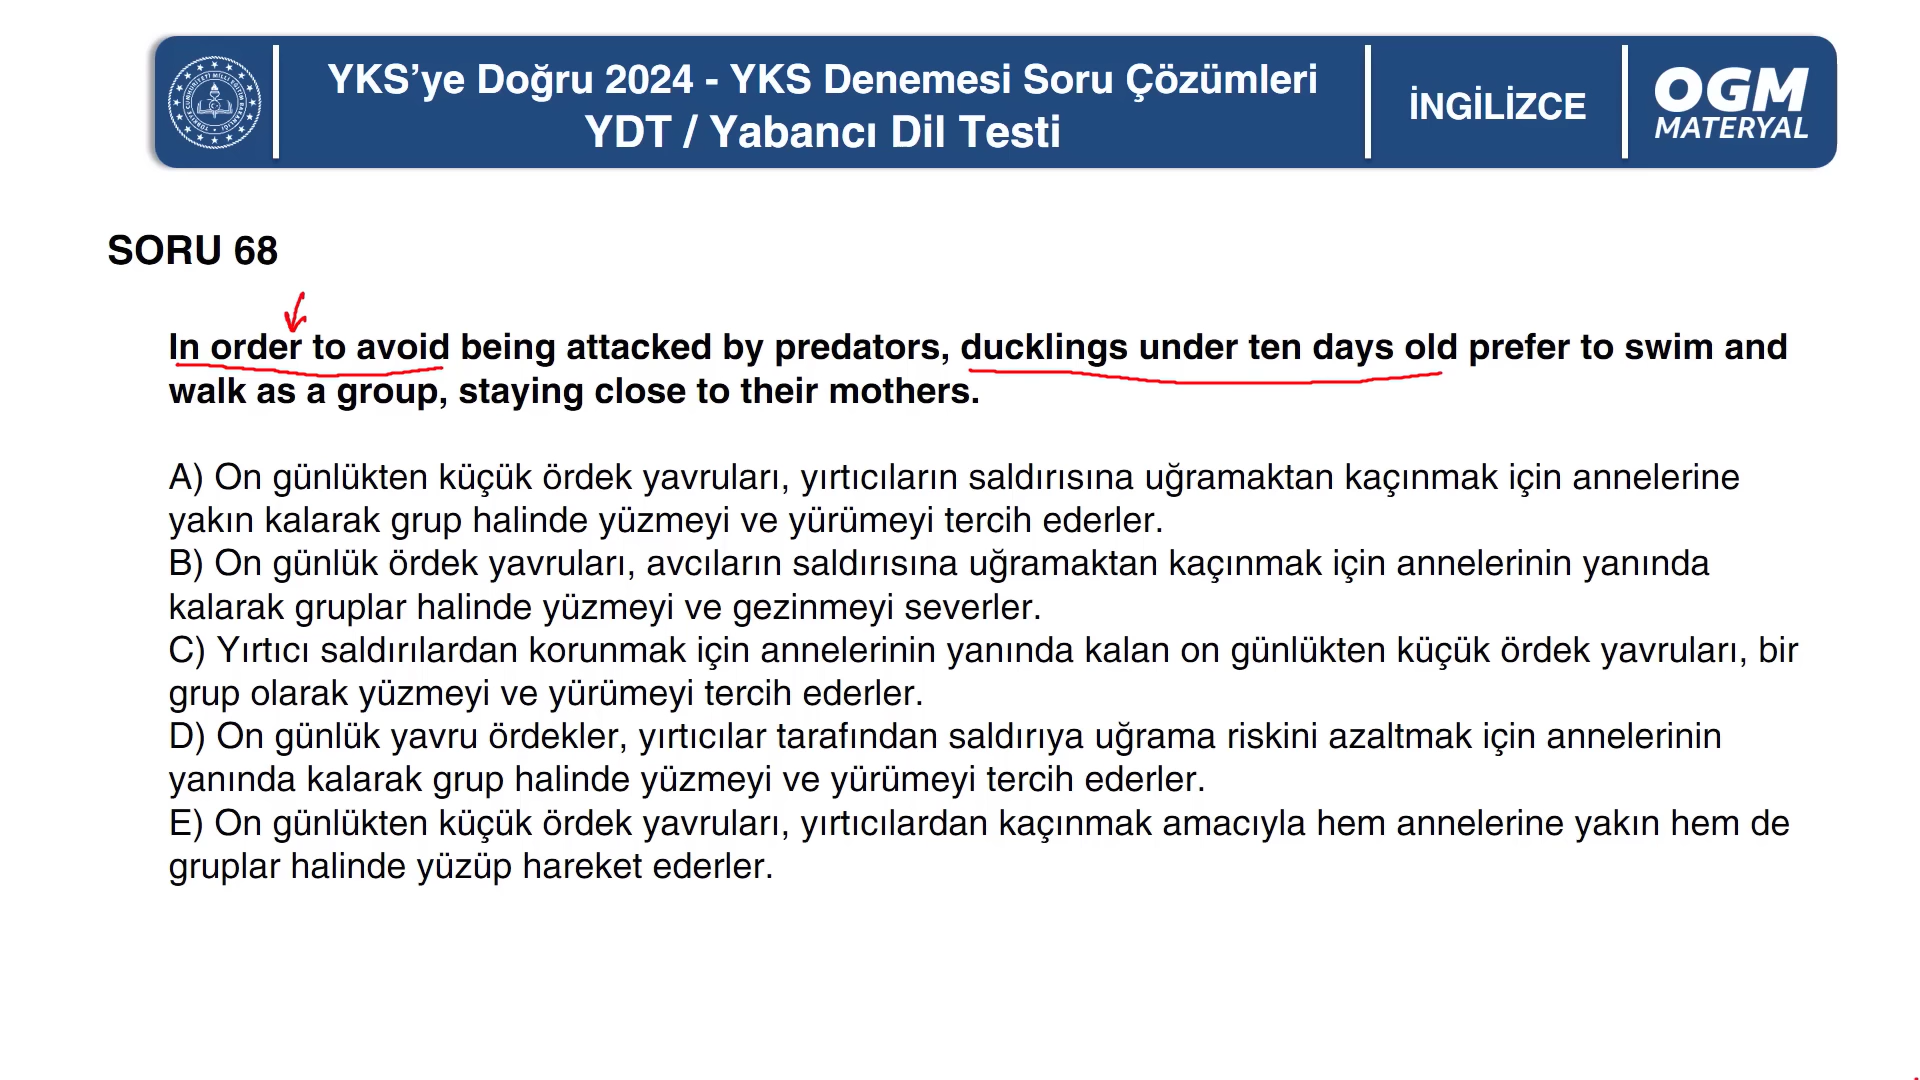 YKS’ye Doğru 2024 - YKS Denemesi Soru Çözümleri
YDT / Yabancı Dil Testi
İNGİLİZCE
OGM
MATERYAL
SORU 68
In order to avoid being attacked by predators, ducklings under ten days old prefer to swim and
walk as a group, staying close to their mothers.
A) On günlükten küçük ördek yavruları, yırtıcıların saldırısına uğramaktan kaçınmak için annelerine
yakın kalarak grup halinde yüzmeyi ve yürümeyi tercih ederler.
B) On günlük ördek yavruları, avcıların saldırısına uğramaktan kaçınmak için annelerinin yanında
kalarak gruplar halinde yüzmeyi ve gezinmeyi severler.
C) Yırtıcı saldırılardan korunmak için annelerinin yanında kalan on günlükten küçük ördek yavruları, bir
grup olarak yüzmeyi ve yürümeyi tercih ederler.
D) On günlük yavru ördekler, yırtıcılar tarafından saldırıya uğrama riskini azaltmak için annelerinin
yanında kalarak grup halinde yüzmeyi ve yürümeyi tercih ederler.
E) On günlükten küçük ördek yavruları, yırtıcılardan kaçınmak amacıyla hem annelerine yakın hem de
gruplar halinde yüzüp hareket ederler.